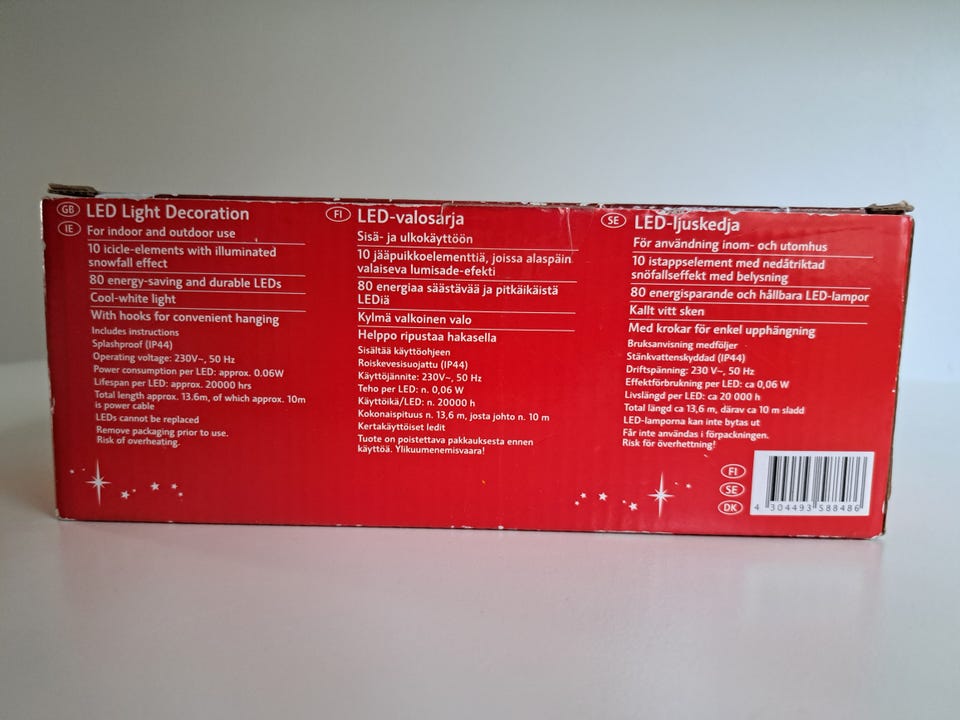 GB LED Light Decoration
IE For indoor and outdoor use
10 icicle-elements with illuminated
snowfall effect
80 energy-saving and durable LEDs
Cool-white light
With hooks for convenient hanging
Includes instructions
Splashproof (IP44)
Operating voltage: 230V~, 50 Hz
Power consumption per LED: approx. 0.06W
Lifespan per LED: approx. 20000 hrs
Total length approx. 13.6m, of which approx. 10m
is power cable
LEDs cannot be replaced
Remove packaging prior to use.
Risk of overheating.
FI LED-valosarja
Sisä- ja ulkokäyttöön
10 jääpuikkoelementtiä, joissa alaspäin
valaiseva lumisade-efekti
80 energiaa säästävää ja pitkäikäistä
LEDiä
Kylmä valkoinen valo
Helppo ripustaa hakasella
Sisältää käyttöohjeen
Roiskevesisuojattu (IP44)
Käyttöjännite: 230V~, 50 Hz
Teho per LED: n. 0,06 W
Käyttöikä/LED: n. 20000 h
Kokonaispituus n. 13,6 m, josta johto n. 10 m
Kertakäyttöiset ledit
Tuote on poistettava pakkauksesta ennen
käyttöä. Ylikuumenemisvaara!
SE LED-ljuskedja
För användning inom- och utomhus
10 istappselement med nedåtriktad
snöfallseffekt med belysning
80 energisparande och hållbara LED-lampor
Kallt vitt sken
Med krokar för enkel upphängning
Bruksanvisning medföljer
Stänkvattenskyddad (IP44)
Driftspänning: 230 V~, 50 Hz
Effektförbrukning per LED: ca 0,06 W
Livslängd per LED: ca 20 000 h
Total längd ca 13,6 m, därav ca 10 m sladd
LED-lamporna kan inte bytas ut
Får inte användas i förpackningen.
Risk för överhettning!
FI
SE
DK
4 304493 588486